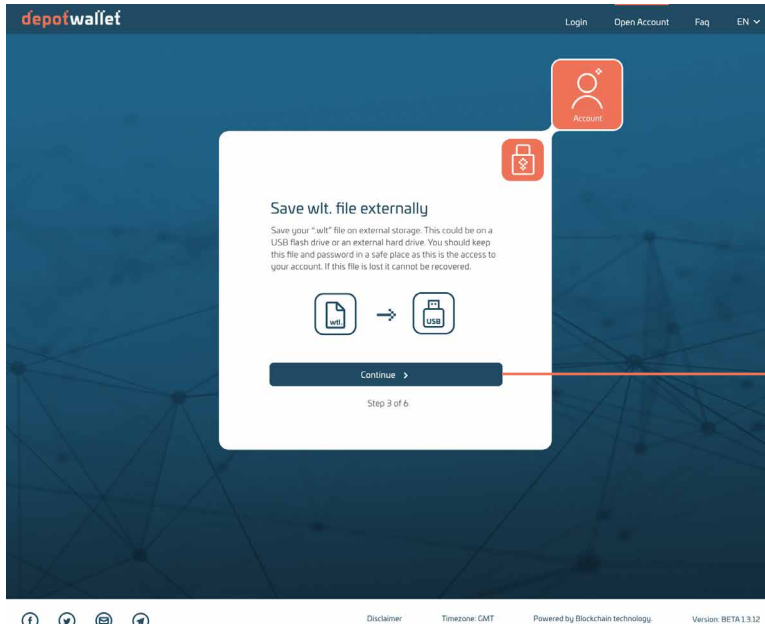 depotwallet
Login Open Account Faq EN
Account
Save wlt. file externally
Save your ".wlt" file on external storage. This could be on a
USB flash drive or an external hard drive. You should keep
this file and password in a safe place as this is the access to
your account. If this file is lost it cannot be recovered.
wtl. USB
Continue >
Step 3 of 6
Disclaimer Timezone: GMT Powered by Blockchain technology. Version: BETA 1.3.12